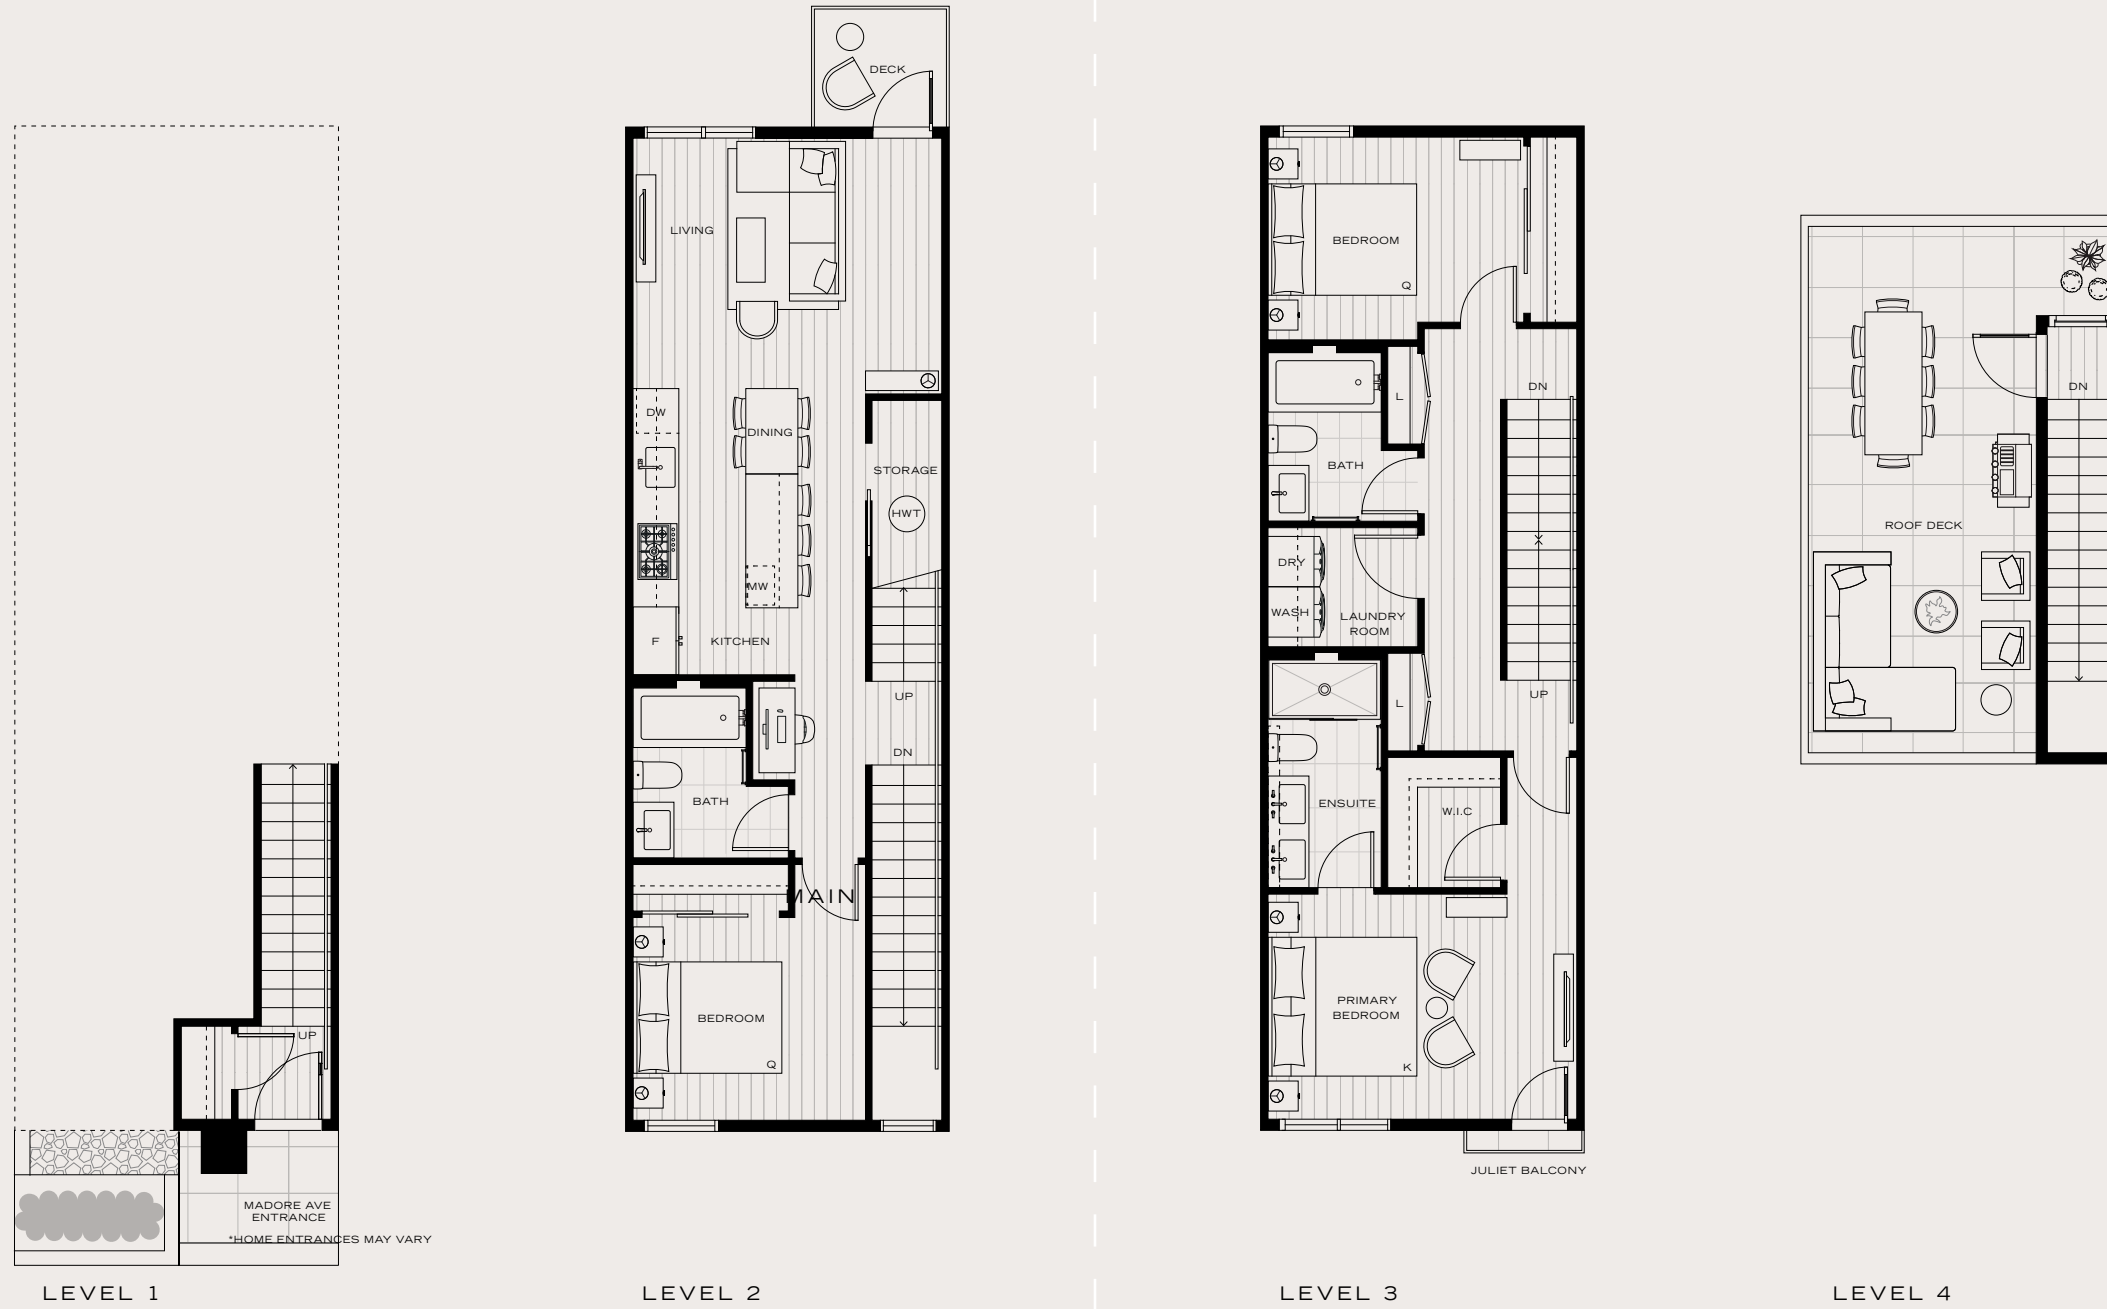 UP
MADORE AVE
ENTRANCE
*HOME ENTRANCES MAY VARY
LEVEL 1
DECK
LIVING
DW
DINING
STORAGE
HWT
MW
F
KITCHEN
UP
DN
BATH
MAIN
BEDROOM
Q
LEVEL 2
BEDROOM
Q
DN
L
BATH
DRY
WASH
LAUNDRY
ROOM
L
UP
ENSUITE
W.I.C
PRIMARY
BEDROOM
K
JULIET BALCONY
LEVEL 3
DN
ROOF DECK
LEVEL 4